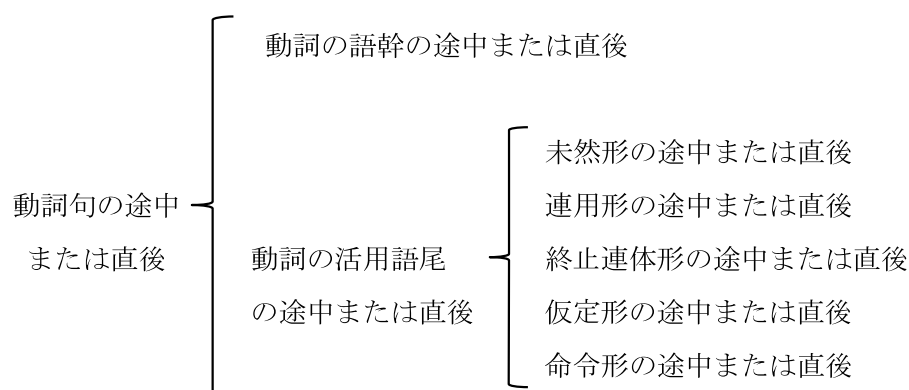 動詞の語幹の途中または直後
動詞句の途中
または直後
動詞の活用語尾
の途中または直後
未然形の途中または直後
連用形の途中または直後
終止連体形の途中または直後
仮定形の途中または直後
命令形の途中または直後